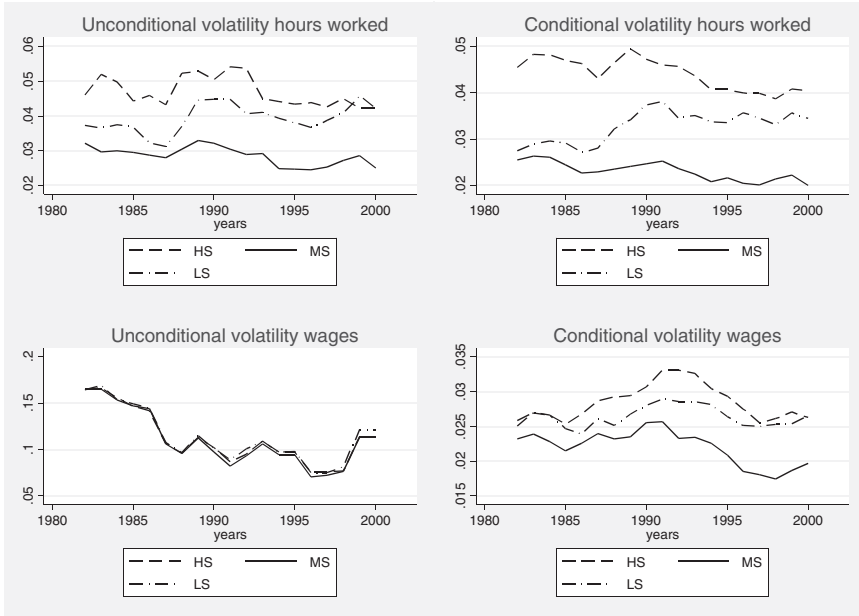 Unconditional volatility hours worked
.06
.05
.04
.03
.02
1980 1985 1990 1995 2000
years
HS MS
LS
Conditional volatility hours worked
.05
.04
.03
.02
1980 1985 1990 1995 2000
years
HS MS
LS
Unconditional volatility wages
.2
.15
.1
.05
1980 1985 1990 1995 2000
years
HS MS
LS
Conditional volatility wages
.035
.03
.025
.02
.015
1980 1985 1990 1995 2000
years
HS MS
LS